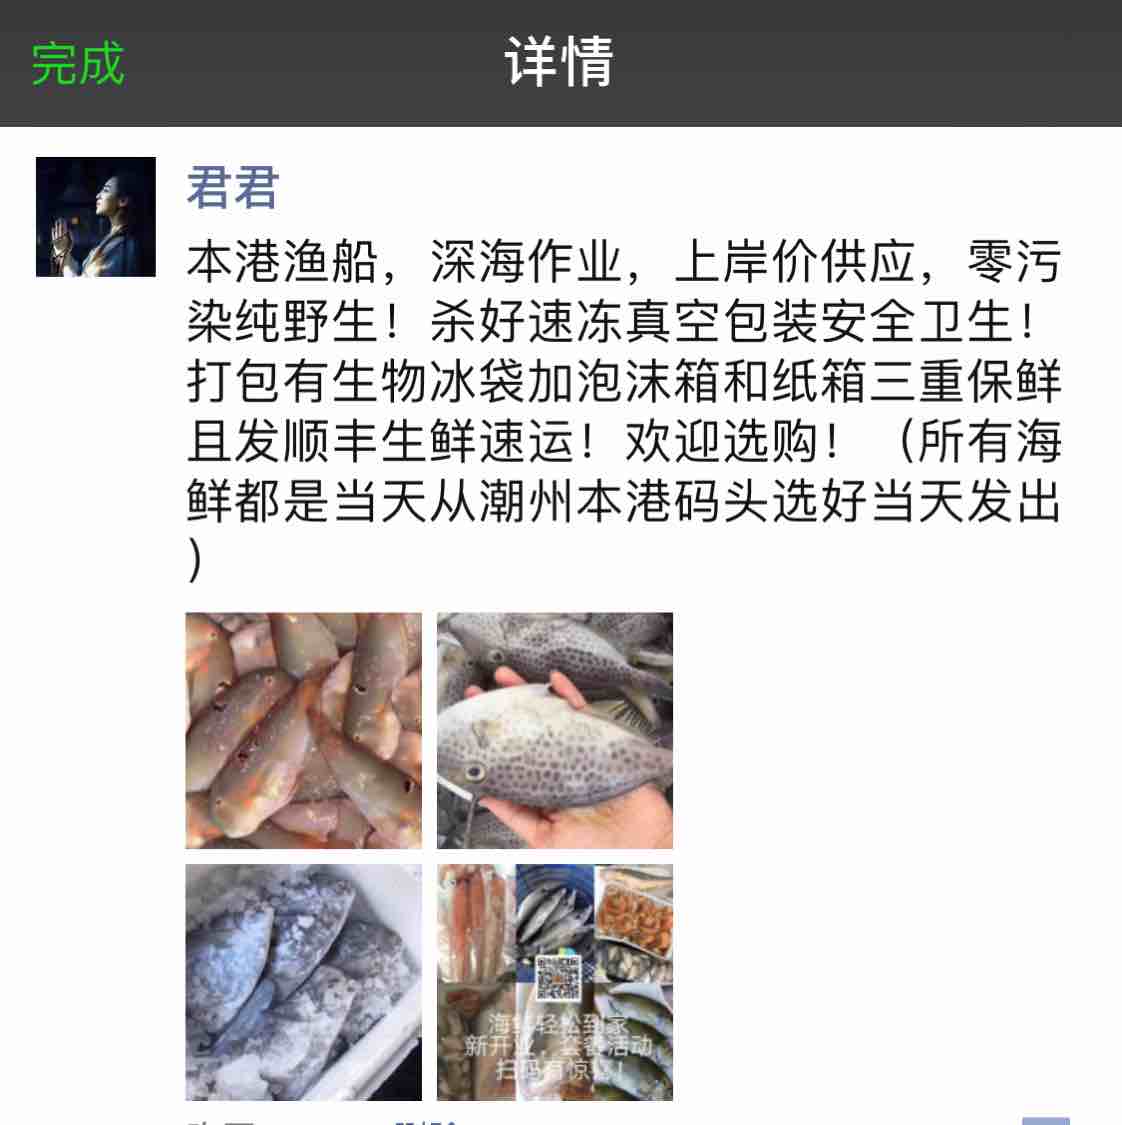 完成
详情
君君
本港渔船，深海作业，上岸价供应，零污
染纯野生！杀好速冻真空包装安全卫生！
打包有生物冰袋加泡沫箱和纸箱三重保鲜
且发顺丰生鲜速运！欢迎选购！（所有海
鲜都是当天从潮州本港码头选好当天发出
）
海鲜轻松到家
新开业，套餐活动
扫码有惊喜！